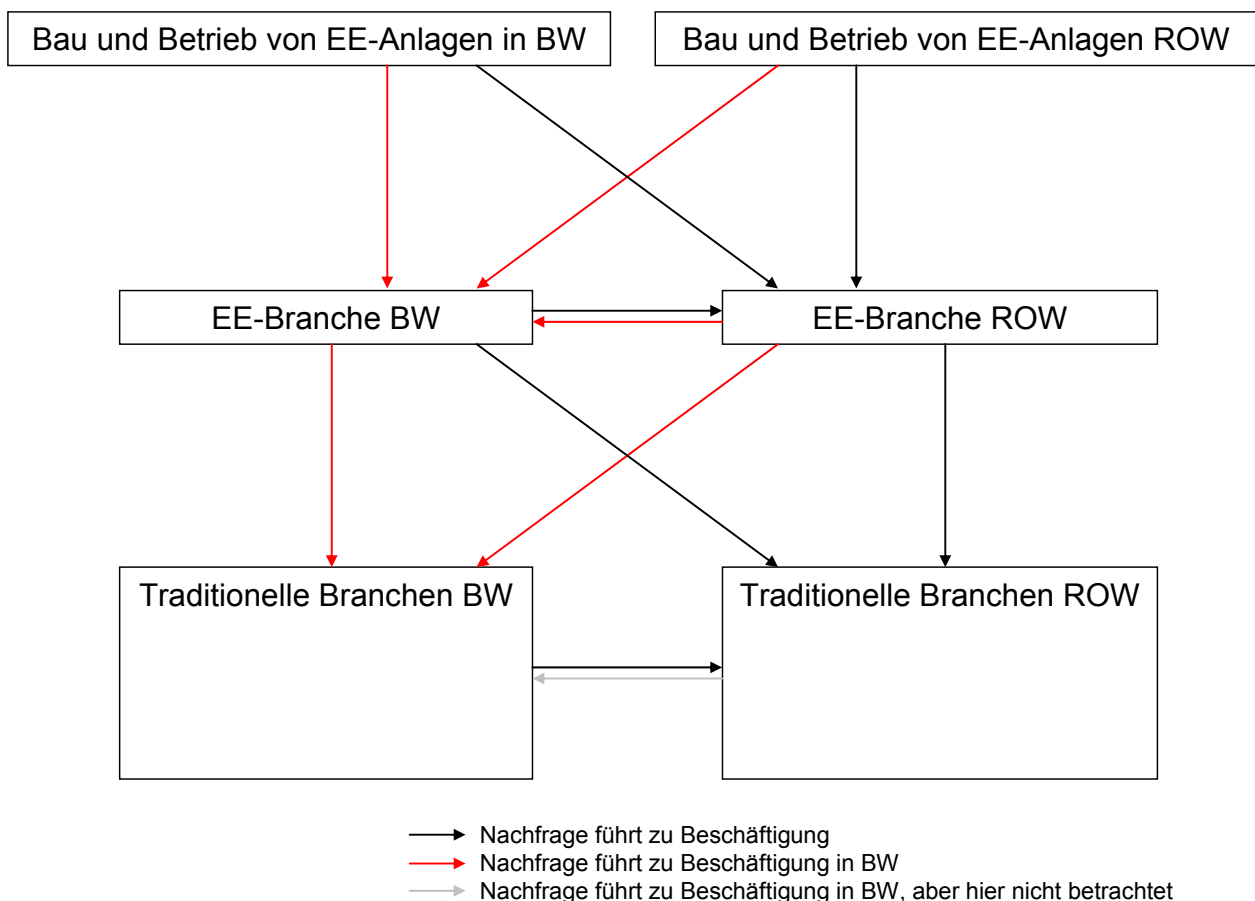 Bau und Betrieb von EE-Anlagen in BW
Bau und Betrieb von EE-Anlagen ROW
EE-Branche BW
EE-Branche ROW
Traditionelle Branchen BW
Traditionelle Branchen ROW
Nachfrage führt zu Beschäftigung
Nachfrage führt zu Beschäftigung in BW
Nachfrage führt zu Beschäftigung in BW, aber hier nicht betrachtet